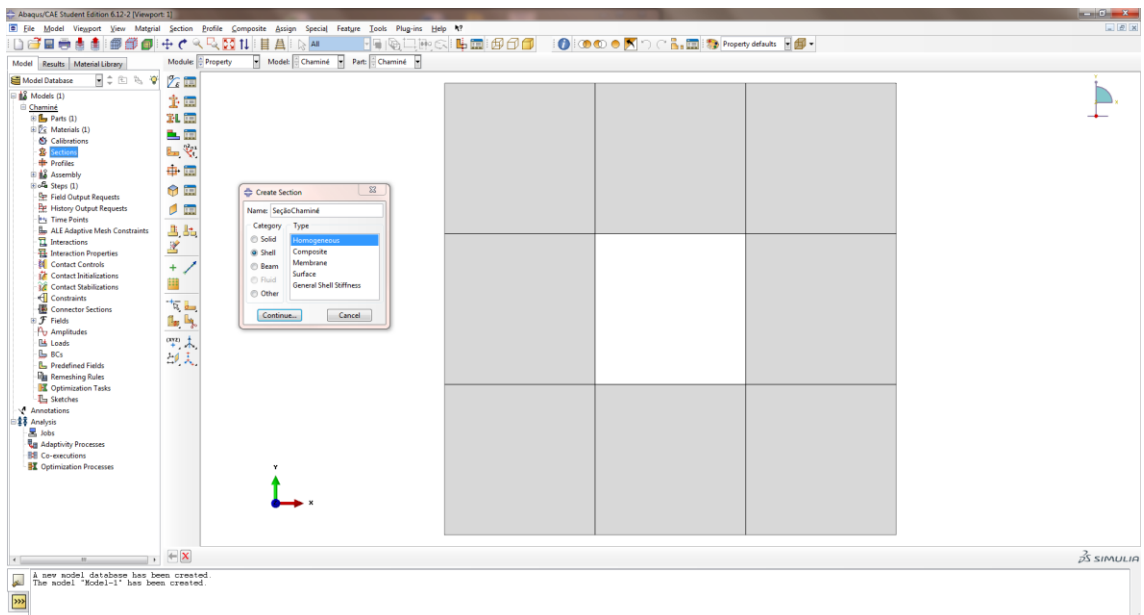 Abaqus/CAE Student Edition 6.12-2 [Viewport: 1]
File Model Viewport View Material Section Profile Composite Assign Special Feature Tools Plug-ins Help
All Property defaults
Model Results Material Library Module: Property Model: Chaminé Part: Chaminé
Model Database
Models (1)
Chaminé
Parts (1)
Materials (1)
Calibrations
Sections
Profiles
Assembly
Steps (1)
Field Output Requests
History Output Requests
Time Points
ALE Adaptive Mesh Constraints
Interactions
Interaction Properties
Contact Controls
Contact Initializations
Contact Stabilizations
Constraints
Connector Sections
Fields
Amplitudes
Loads
BCs
Predefined Fields
Remeshing Rules
Optimization Tasks
Sketches
Annotations
Analysis
Jobs
Adaptivity Processes
Co-executions
Optimization Processes
Create Section
Name: SeçãoChaminé
Category Type
Solid Homogeneous
Shell Composite
Beam Membrane
Fluid Surface
Other General Shell Stiffness
Continue... Cancel
Y
X
SIMULIA
A new model database has been created.
The model "Model-1" has been created.